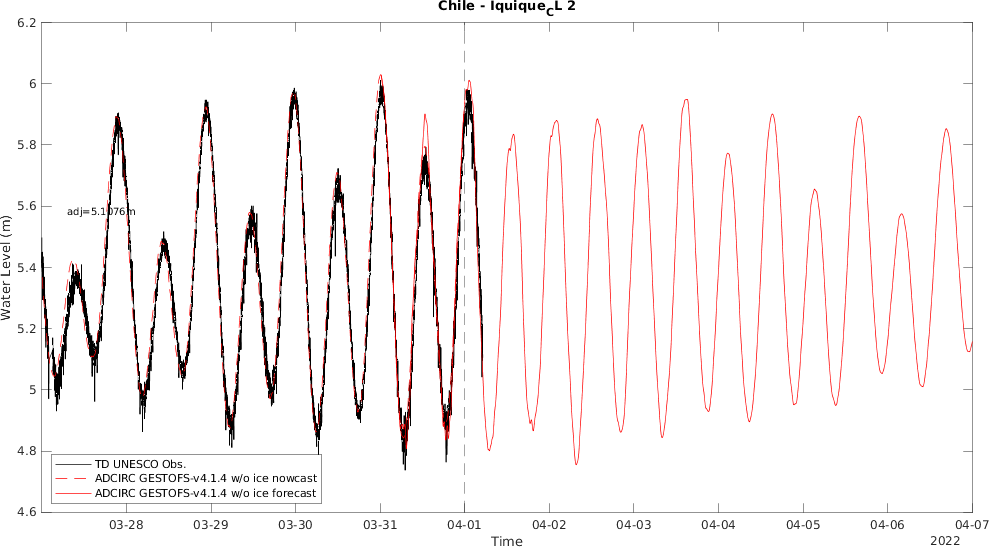 Chile - Iquique_CL 2
6.2
6
5.8
5.6
5.4
5.2
5
4.8
4.6
Water Level (m)
adj=5.1076m
TD UNESCO Obs.
ADCIRC GESTOFS-v4.1.4 w/o ice nowcast
ADCIRC GESTOFS-v4.1.4 w/o ice forecast
03-28 03-29 03-30 03-31 04-01 04-02 04-03 04-04 04-05 04-06 04-07
Time
2022